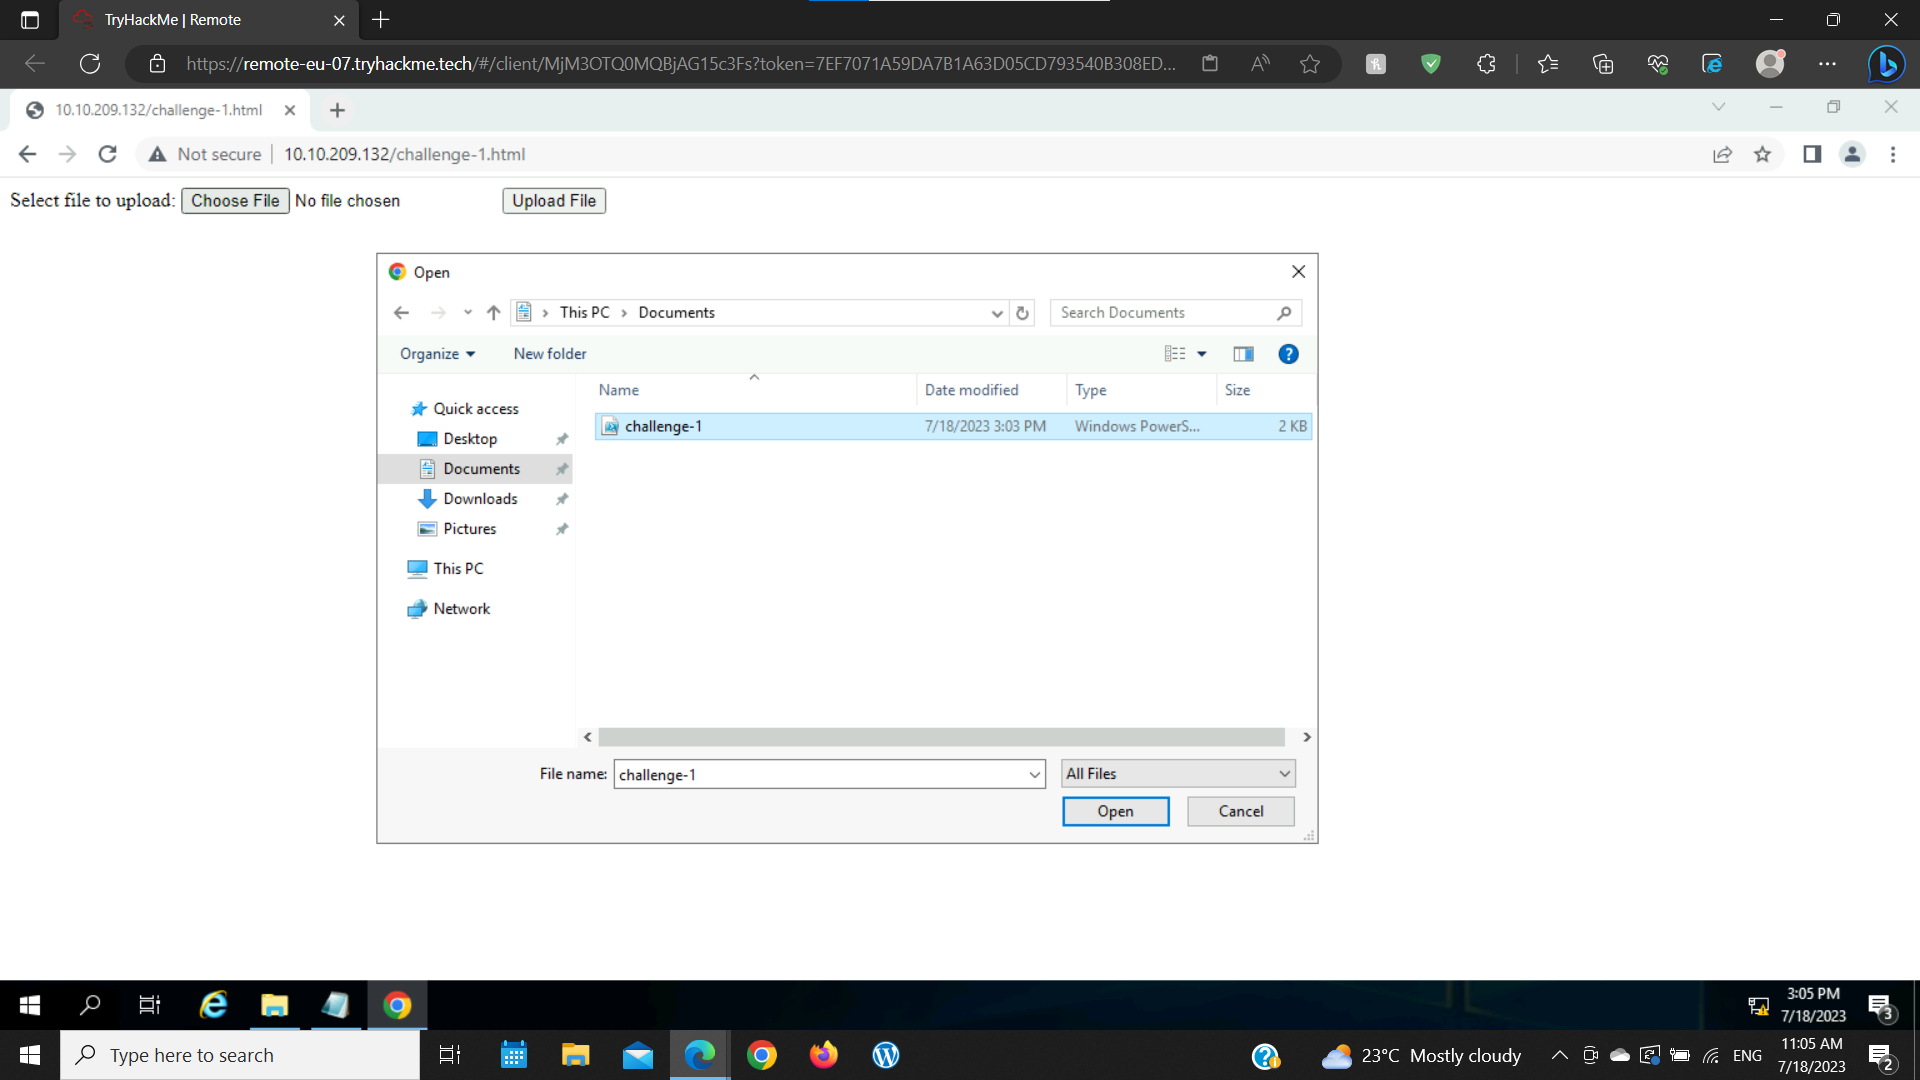 TryHackMe | Remote
https://remote-eu-07.tryhackme.tech/#/client/MjM3OTQ0MQBjAG15c3Fs?token=7EF7071A59DA7B1A63D05CD793540B308ED...
10.10.209.132/challenge-1.html
Not secure 10.10.209.132/challenge-1.html
Select file to upload: Choose File No file chosen Upload File
Open
This PC Documents Search Documents
Organize New folder
Name Date modified Type Size
challenge-1 7/18/2023 3:03 PM Windows PowerS... 2 KB
Quick access
Desktop
Documents
Downloads
Pictures
This PC
Network
File name: challenge-1 All Files
Open Cancel
3:05 PM
7/18/2023 3
Type here to search 23°C Mostly cloudy ENG 11:05 AM
7/18/2023 2